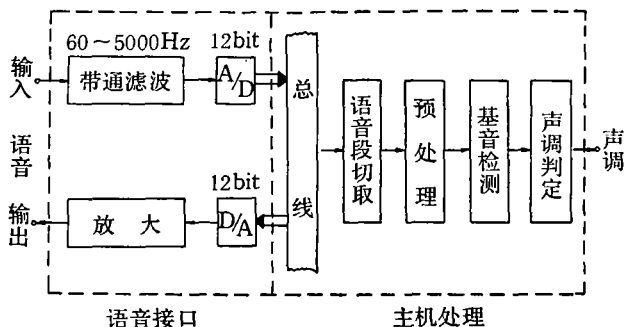 60～5000Hz
12bit
输入
带通滤波
A/D
总线
语音段切取
预处理
基音检测
声调判定
声调
语音
12bit
输出
放大
D/A
语音接口
主机处理